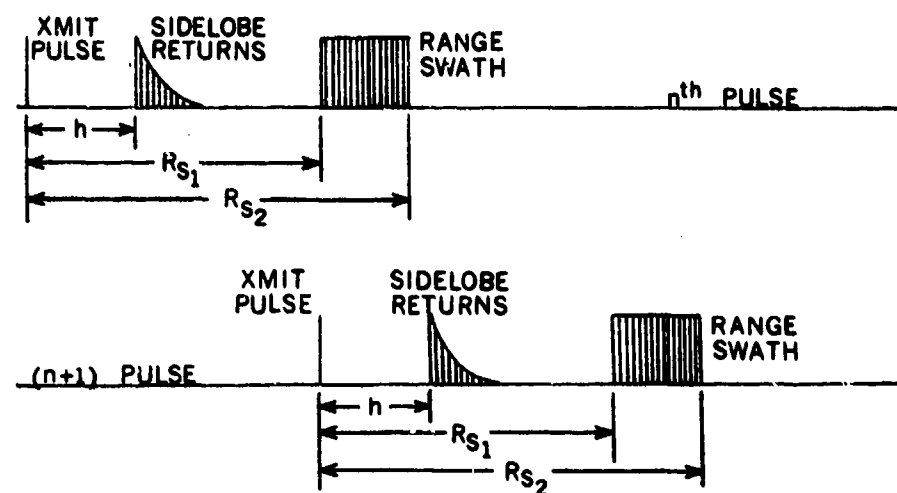 XMIT PULSE
SIDELOBE RETURNS
RANGE SWATH
nth PULSE
h
RS1
RS2
XMIT PULSE
SIDELOBE RETURNS
RANGE SWATH
(n+1) PULSE
h
RS1
RS2